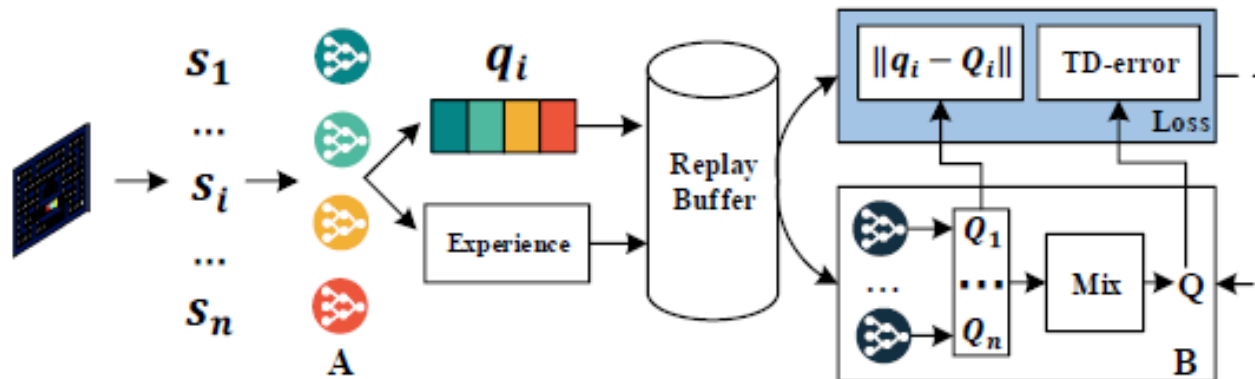 s₁
...
sᵢ
...
sₙ
A
qᵢ
Experience
Replay
Buffer
‖qᵢ − Qᵢ‖
TD-error
Loss
Q₁
...
...
Qₙ
Mix
Q
B